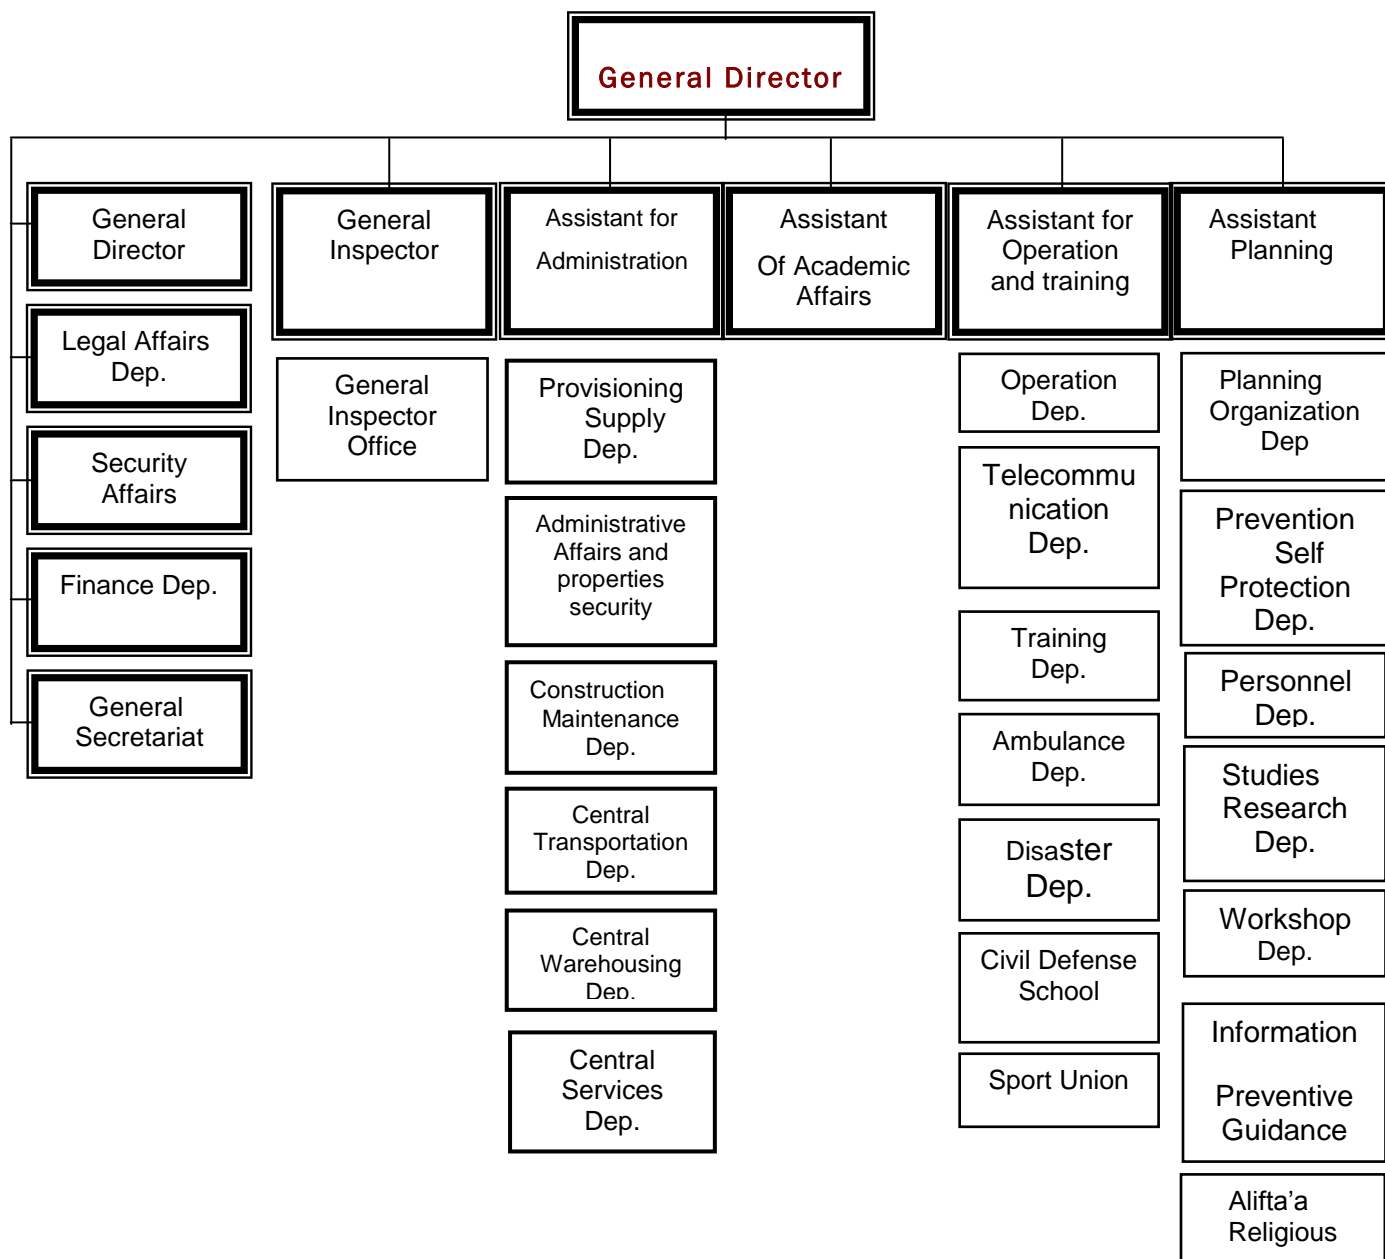 General Director
General
Director
Legal Affairs
Dep.
Security
Affairs
Finance Dep.
General
Secretariat
General
Inspector
General
Inspector
Office
Assistant for
Administration
Provisioning
Supply
Dep.
Administrative
Affairs and
properties
security
Construction
Maintenance
Dep.
Central
Transportation
Dep.
Central
Warehousing
Dep.
Central
Services
Dep.
Assistant
Of Academic
Affairs
Assistant for
Operation
and training
Operation
Dep.
Telecommu
nication
Dep.
Training
Dep.
Ambulance
Dep.
Disaster
Dep.
Civil Defense
School
Sport Union
Assistant
Planning
Planning
Organization
Dep
Prevention
Self
Protection
Dep.
Personnel
Dep.
Studies
Research
Dep.
Workshop
Dep.
Information
Preventive
Guidance
Alifta’a
Religious